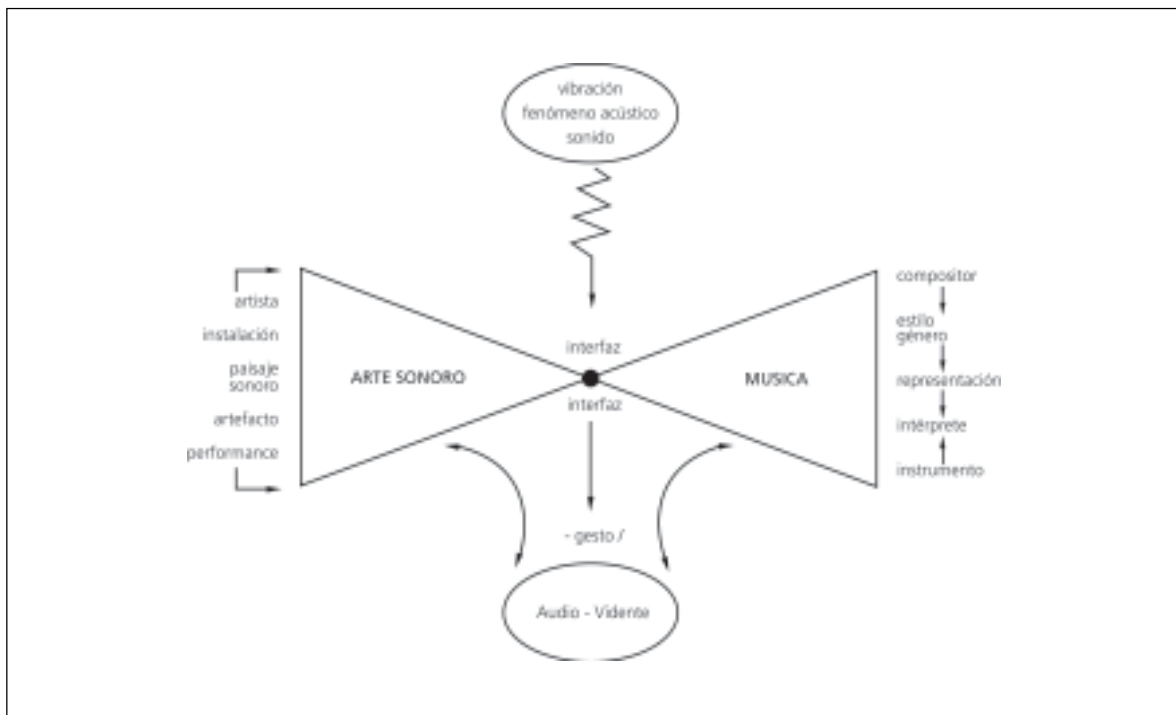 vibración
fenómeno acústico
sonido
artista
instalación
paisaje
sonoro
artefacto
performance
ARTE SONORO
interfaz
interfaz
MUSICA
compositor
estilo
género
representación
intérprete
instrumento
- gesto /
Audio - Vidente